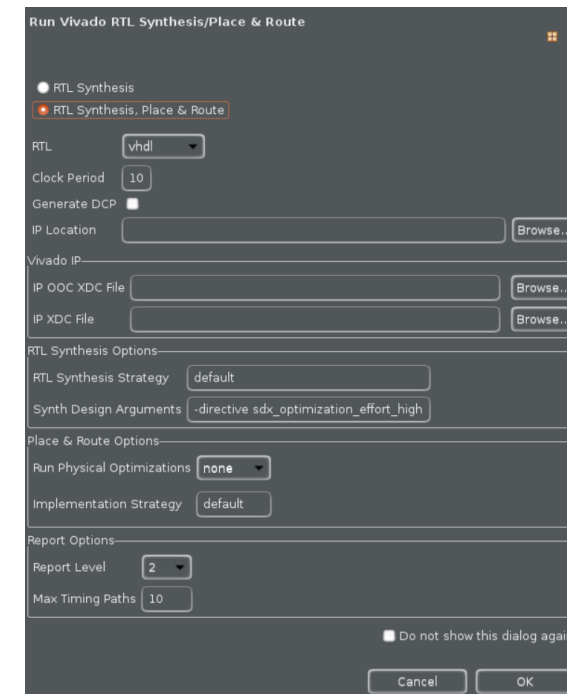 Run Vivado RTL Synthesis/Place & Route
RTL Synthesis
RTL Synthesis, Place & Route
RTL vhdl
Clock Period 10
Generate DCP
IP Location Browse..
Vivado IP
IP OOC XDC File Browse..
IP XDC File Browse..
RTL Synthesis Options
RTL Synthesis Strategy default
Synth Design Arguments -directive sdx_optimization_effort_high
Place & Route Options
Run Physical Optimizations none
Implementation Strategy default
Report Options
Report Level 2
Max Timing Paths 10
Do not show this dialog agai
Cancel OK